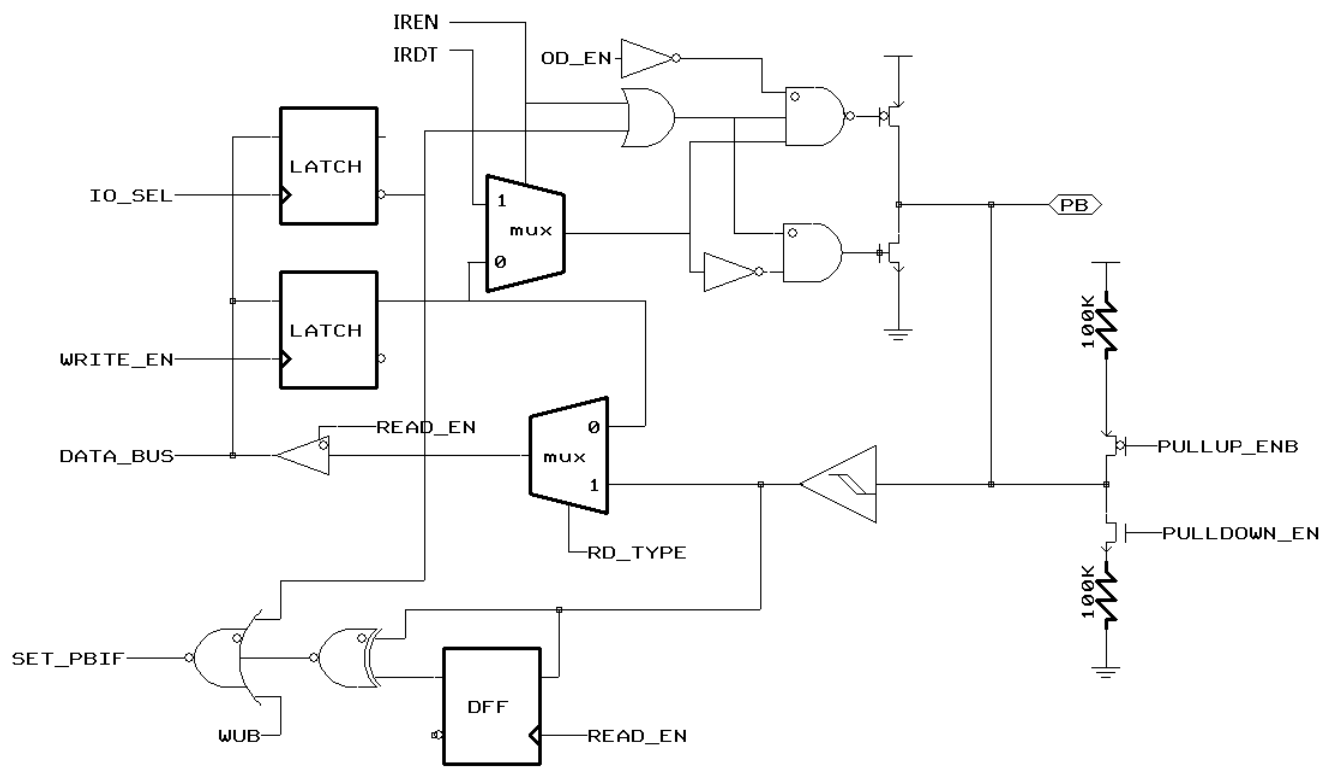 IREN
IRDT
OD_EN
LATCH
IO_SEL
1
mux
0
PB
LATCH
WRITE_EN
100K
READ_EN
DATA_BUS
0
mux
1
PULLUP_ENB
RD_TYPE
PULLDOWN_EN
100K
SET_PBIF
DFF
WUB
READ_EN